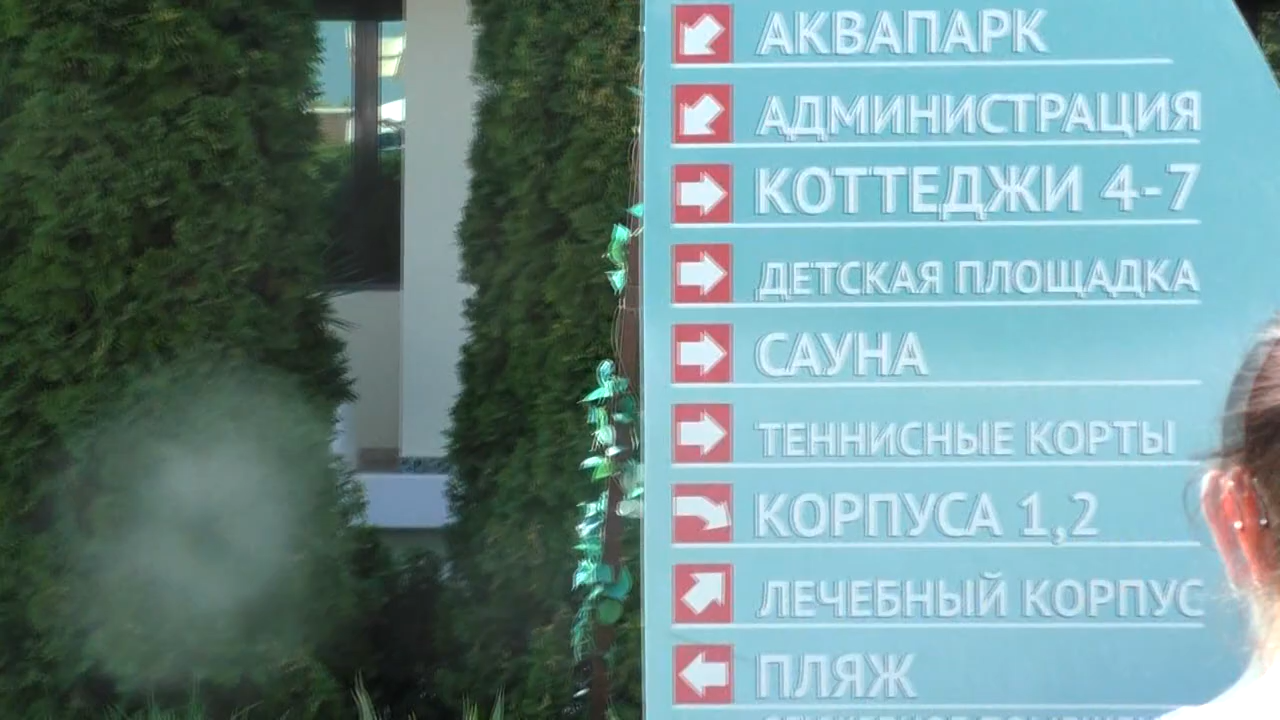 АКВАПАРК
АДМИНИСТРАЦИЯ
КОТТЕДЖИ 4-7
ДЕТСКАЯ ПЛОЩАДКА
САУНА
ТЕННИСНЫЕ КОРТЫ
КОРПУСА 1,2
ЛЕЧЕБНЫЙ КОРПУС
ПЛЯЖ